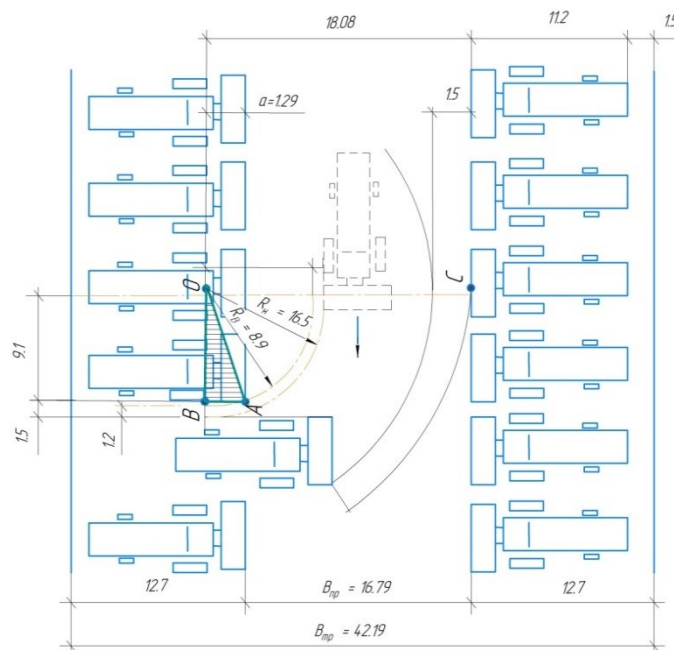 18.08
11.2
1.5
a=1.29
1.5
C
O
Rн = 16.5
Rв = 8.9
9.1
B
A
1.5
1.2
12.7
Bпр = 16.79
12.7
Bтр = 42.19